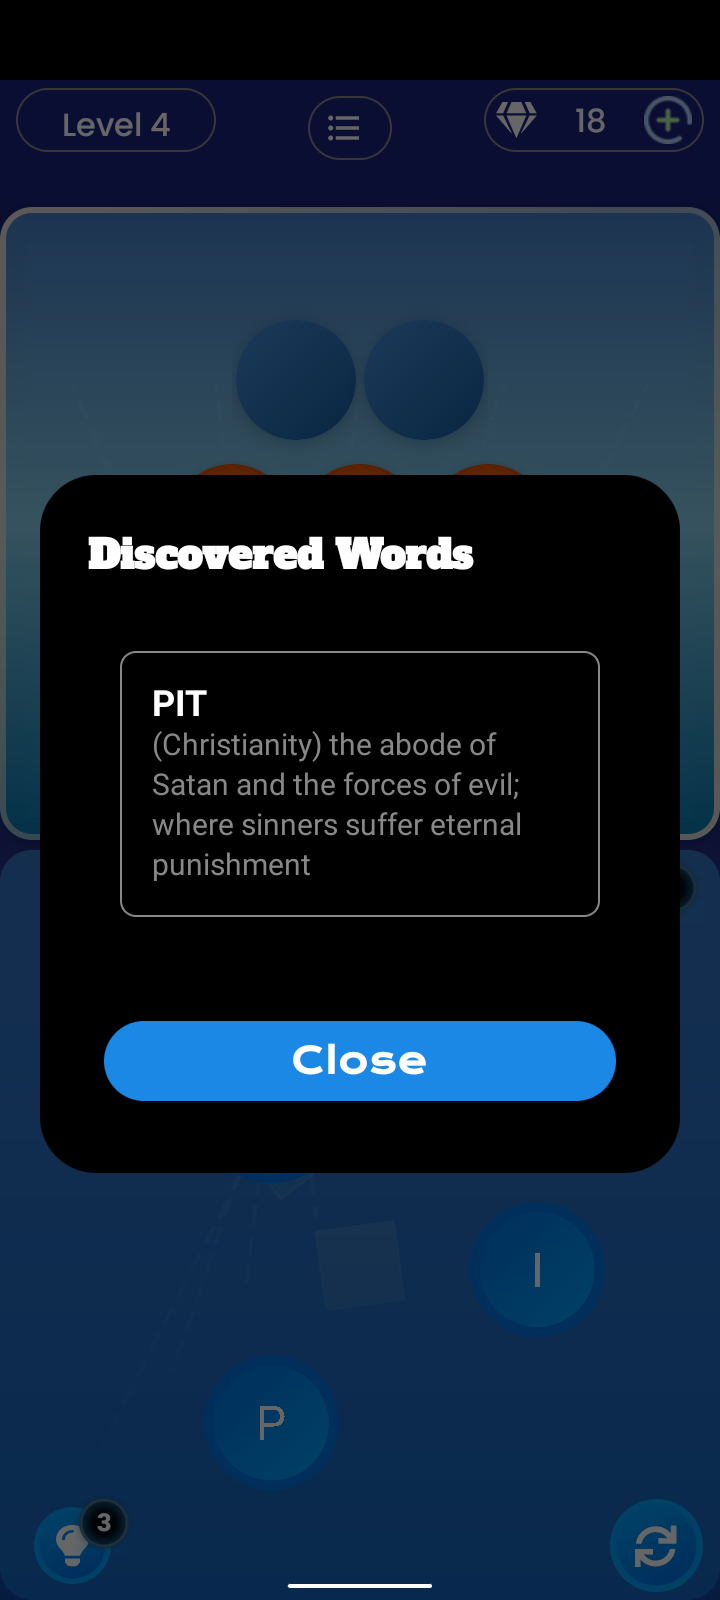 Level 4
18
Discovered Words
PIT
(Christianity) the abode of
Satan and the forces of evil;
where sinners suffer eternal
punishment
Close
I
P
3